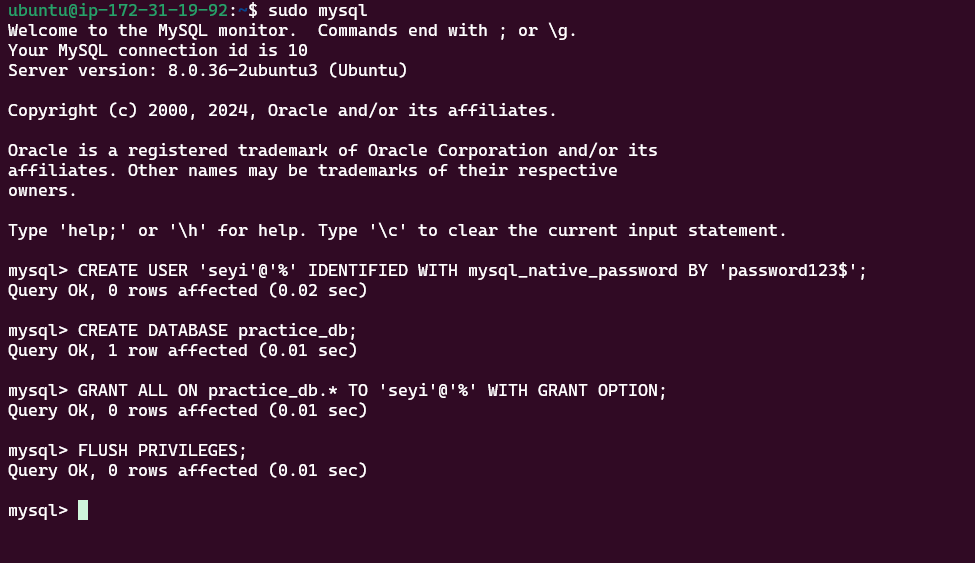 ubuntu@ip-172-31-19-92:~$ sudo mysql
Welcome to the MySQL monitor.  Commands end with ; or \g.
Your MySQL connection id is 10
Server version: 8.0.36-2ubuntu3 (Ubuntu)
Copyright (c) 2000, 2024, Oracle and/or its affiliates.
Oracle is a registered trademark of Oracle Corporation and/or its
affiliates. Other names may be trademarks of their respective
owners.
Type 'help;' or '\h' for help. Type '\c' to clear the current input statement.
mysql> CREATE USER 'seyi'@'%' IDENTIFIED WITH mysql_native_password BY 'password123$';
Query OK, 0 rows affected (0.02 sec)
mysql> CREATE DATABASE practice_db;
Query OK, 1 row affected (0.01 sec)
mysql> GRANT ALL ON practice_db.* TO 'seyi'@'%' WITH GRANT OPTION;
Query OK, 0 rows affected (0.01 sec)
mysql> FLUSH PRIVILEGES;
Query OK, 0 rows affected (0.01 sec)
mysql>